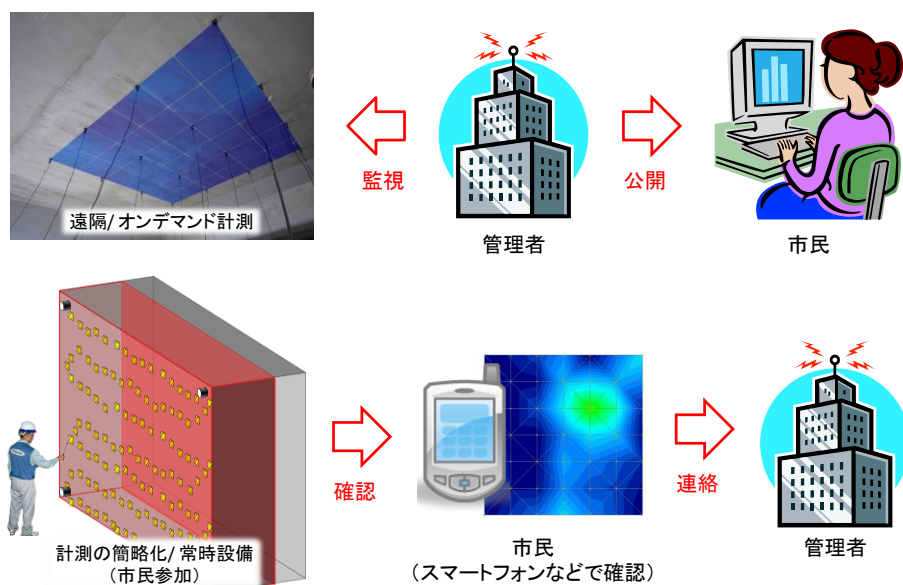 監視
公開
遠隔/オンデマンド計測
管理者
市民
確認
連絡
計測の簡略化/常時設備
(市民参加)
市民
(スマートフォンなどで確認)
管理者